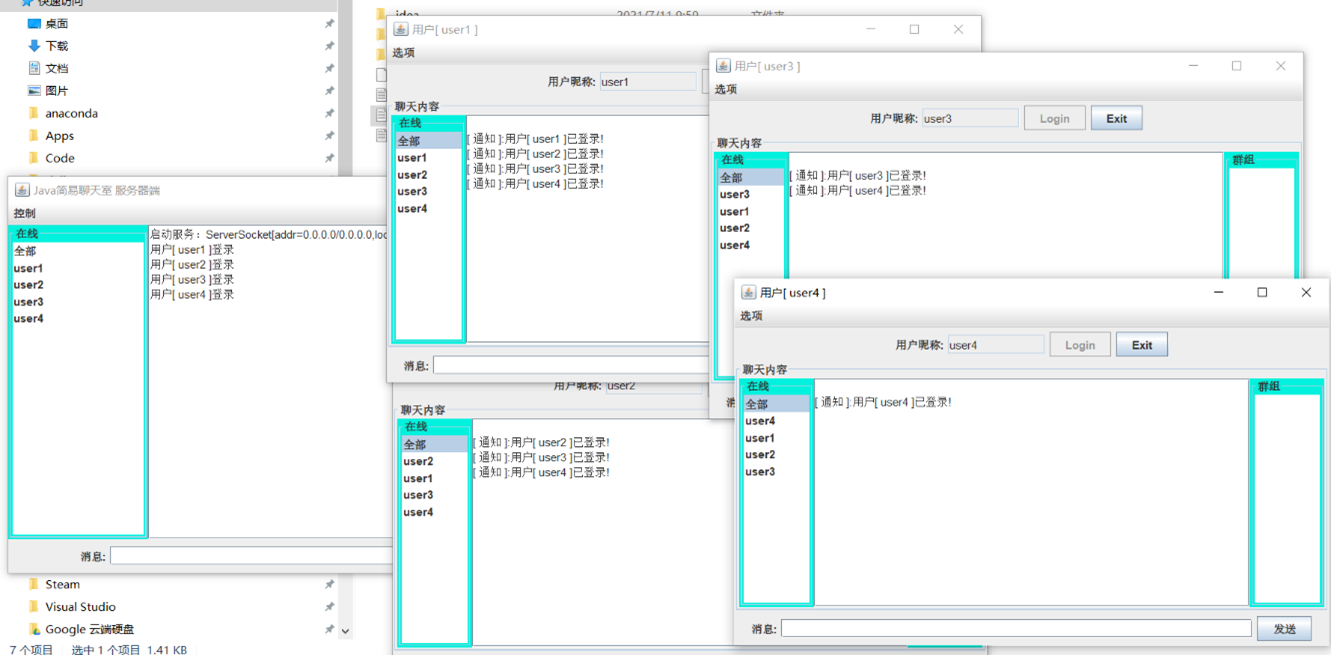 快速访问
桌面
下载
文档
图片
anaconda
Apps
Code
.idea 2021/7/11 9:59 文件夹
Java简易聊天室 服务器端
控制
在线
全部
user1
user2
user3
user4
启动服务：ServerSocket[addr=0.0.0.0/0.0.0.0,loc
用户[ user1 ]登录
用户[ user2 ]登录
用户[ user3 ]登录
用户[ user4 ]登录
消息:
Steam
Visual Studio
Google 云端硬盘
7 个项目 选中 1 个项目 1.41 KB
用户[ user1 ]
选项
用户昵称: user1
聊天内容
在线
全部
user1
user2
user3
user4
[ 通知 ]:用户[ user1 ]已登录!
[ 通知 ]:用户[ user2 ]已登录!
[ 通知 ]:用户[ user3 ]已登录!
[ 通知 ]:用户[ user4 ]已登录!
消息:
用户昵称: user2
聊天内容
在线
全部
user2
user1
user3
user4
[ 通知 ]:用户[ user2 ]已登录!
[ 通知 ]:用户[ user3 ]已登录!
[ 通知 ]:用户[ user4 ]已登录!
用户[ user3 ]
选项
用户昵称: user3 Login Exit
聊天内容
在线
全部
user3
user1
user2
user4
[ 通知 ]:用户[ user3 ]已登录!
[ 通知 ]:用户[ user4 ]已登录!
群组
消
用户[ user4 ]
选项
用户昵称: user4 Login Exit
聊天内容
在线
全部
user4
user1
user2
user3
[ 通知 ]:用户[ user4 ]已登录!
群组
消息: 发送